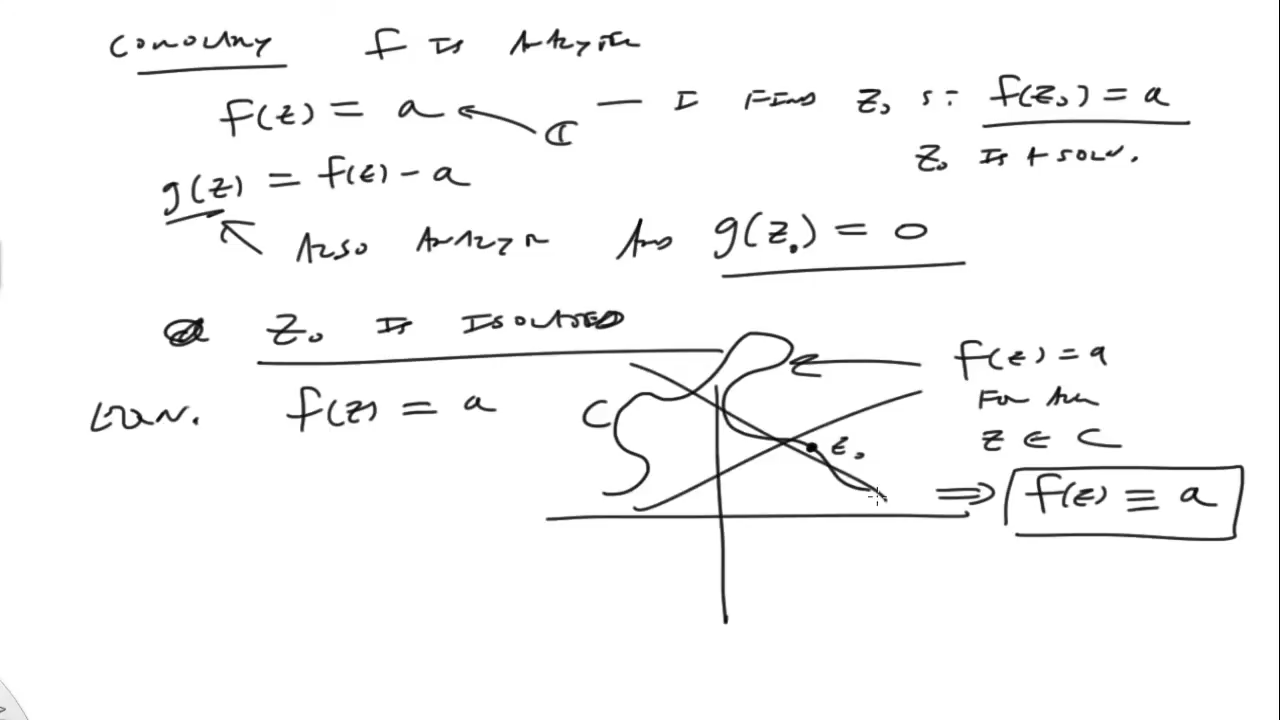 COROLLARY f IS ANALYTIC
f(z) = a ← ℂ — I FIND z₀ s: f(z₀) = a
z₀ IS A SOLN.
g(z) = f(z) - a
ALSO ANALYTIC AND g(z₀) = 0
z₀ IS ISOLATED
EQN. f(z) = a
C
z₀
f(z) = a
FOR ALL
z ∈ C
⇒ f(z) ≡ a